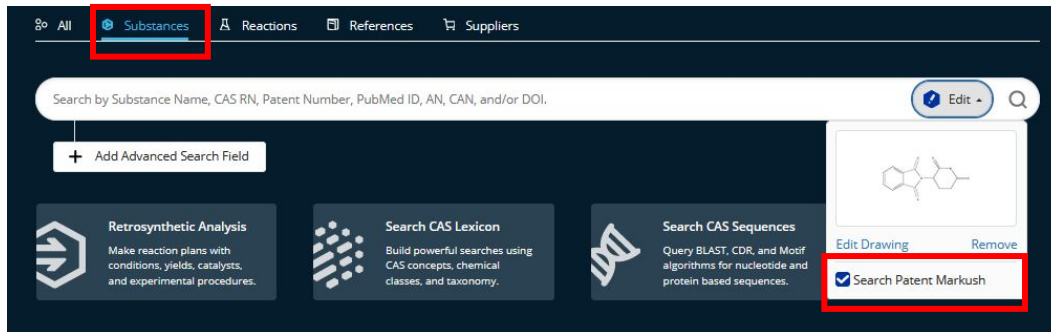 All Substances Reactions References Suppliers
Search by Substance Name, CAS RN, Patent Number, PubMed ID, AN, CAN, and/or DOI.
Edit
+ Add Advanced Search Field
Retrosynthetic Analysis
Make reaction plans with
conditions, yields, catalysts,
and experimental procedures.
Search CAS Lexicon
Build powerful searches using
CAS concepts, chemical
classes, and taxonomy.
Search CAS Sequences
Query BLAST, CDR, and Motif
algorithms for nucleotide and
protein based sequences.
Edit Drawing Remove
Search Patent Markush